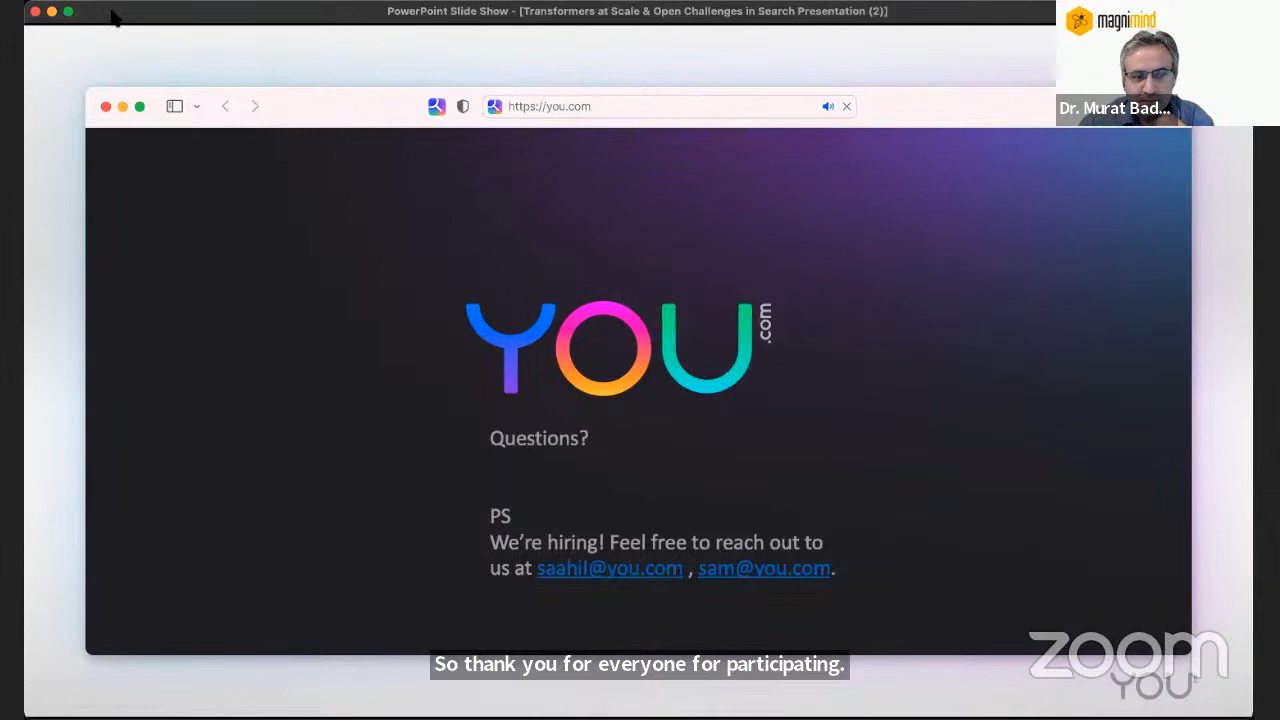 PowerPoint Slide Show - [Transformers at Scale & Open Challenges in Search Presentation (2)]
magnimind
Dr. Murat Bad...
https://you.com
YOU.com
Questions?
PS
We're hiring! Feel free to reach out to
us at saahil@you.com , sam@you.com.
So thank you for everyone for participating.
zoom
YOU